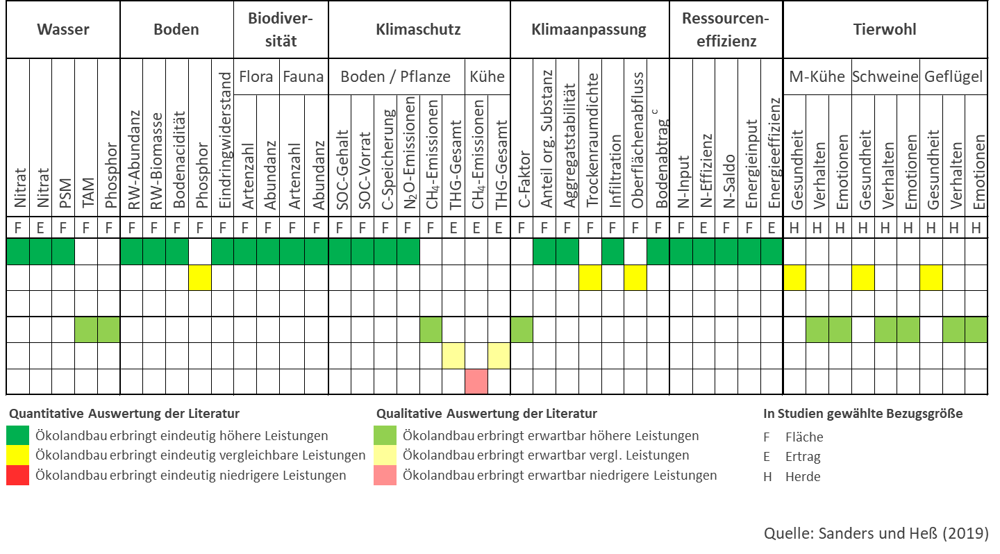 Wasser
Boden
Biodiver-
sität
Klimaschutz
Klimaanpassung
Ressourcen-
effizienz
Tierwohl
Flora
Fauna
Boden / Pflanze
Kühe
M-Kühe
Schweine
Geflügel
Nitrat
Nitrat
PSM
TAM
Phosphor
RW-Abundanz
RW-Biomasse
Bodenacidität
Phosphor
Eindringwiderstand
Artenzahl
Abundanz
Artenzahl
Abundanz
SOC-Gehalt
SOC-Vorrat
C-Speicherung
N₂O-Emissionen
CH₄-Emissionen
THG-Gesamt
CH₄-Emissionen
THG-Gesamt
C-Faktor
Anteil org. Substanz
Aggregatstabilität
Trockenraumdichte
Infiltration
Oberflächenabfluss
Bodenabtrag c
N-Input
N-Effizienz
N-Saldo
Energieinput
Energieeffizienz
Gesundheit
Verhalten
Emotionen
Gesundheit
Verhalten
Emotionen
Gesundheit
Verhalten
Emotionen
F E F F F F F F F F F F F F F F F F F E E E F F F F F F F F E F F E H H H H H H H H H
Quantitative Auswertung der Literatur
Ökolandbau erbringt eindeutig höhere Leistungen
Ökolandbau erbringt eindeutig vergleichbare Leistungen
Ökolandbau erbringt eindeutig niedrigere Leistungen
Qualitative Auswertung der Literatur
Ökolandbau erbringt erwartbar höhere Leistungen
Ökolandbau erbringt erwartbar vergl. Leistungen
Ökolandbau erbringt erwartbar niedrigere Leistungen
In Studien gewählte Bezugsgröße
F Fläche
E Ertrag
H Herde
Quelle: Sanders und Heß (2019)